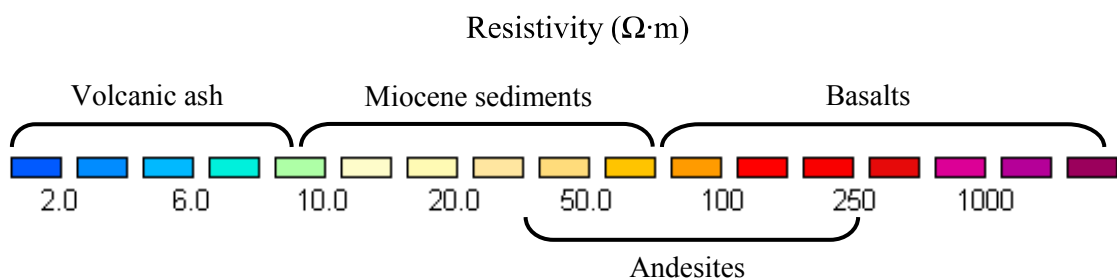 Resistivity (Ω·m)
Volcanic ash Miocene sediments Basalts
2.0 6.0 10.0 20.0 50.0 100 250 1000
Andesites